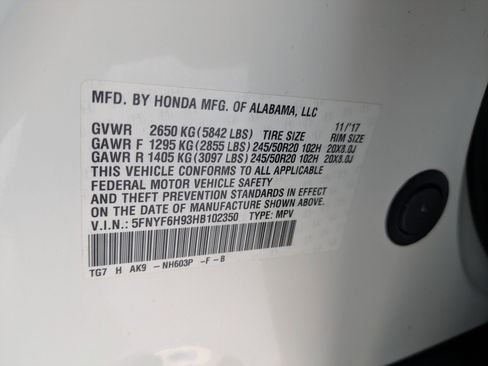 MFD. BY HONDA MFG. OF ALABAMA, LLC
11/'17
GVWR 2650 KG (5842 LBS) TIRE SIZE RIM SIZE
GAWR F 1295 KG (2855 LBS) 245/50R20 102H 20X8.0J
GAWR R 1405 KG (3097 LBS) 245/50R20 102H 20X8.0J
THIS VEHICLE CONFORMS TO ALL APPLICABLE
FEDERAL MOTOR VEHICLE SAFETY
AND THEFT PREVENTION STANDARDS IN EFFECT
ON THE DATE OF MANUFACTURE SHOWN ABOVE.
V.I.N.: 5FNYF6H93HB102350 TYPE: MPV
TG7 H AK9 -NH603P -F-B